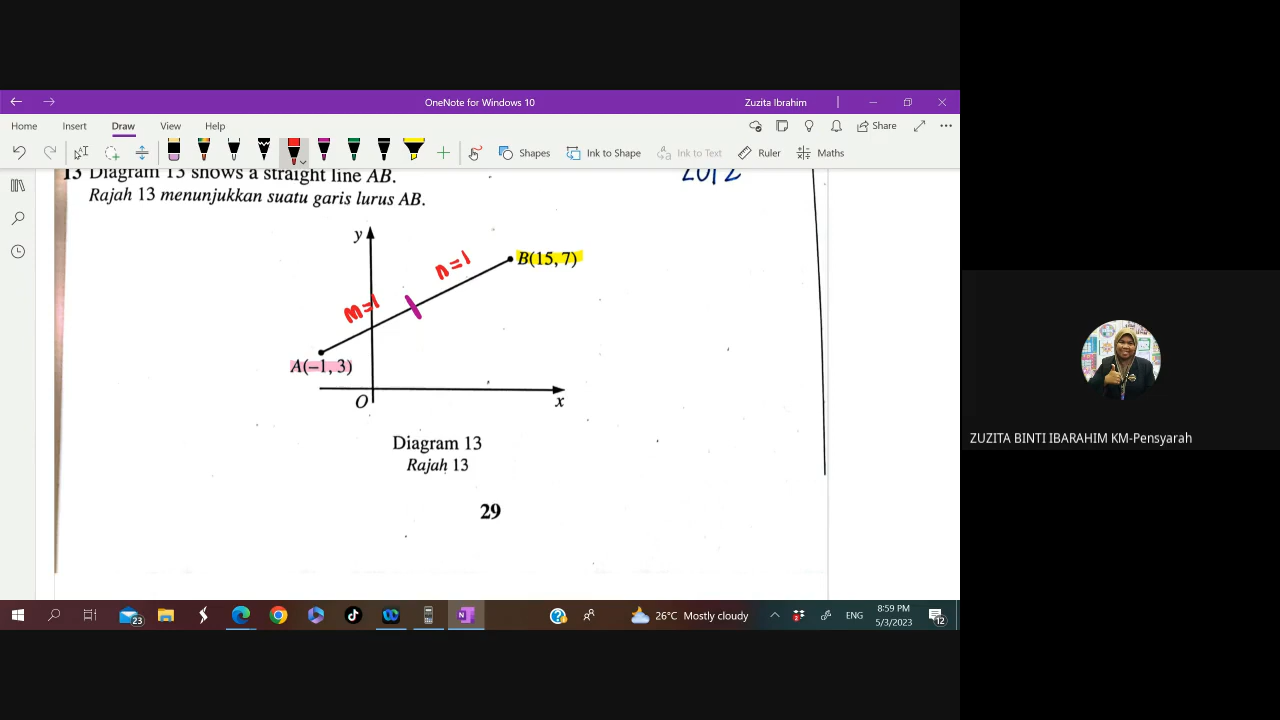 OneNote for Windows 10
Zuzita Ibrahim
Home Insert Draw View Help
Share
Shapes Ink to Shape Ink to Text Ruler Maths
13 Diagram 13 shows a straight line AB.
Rajah 13 menunjukkan suatu garis lurus AB.
y
B(15, 7)
n=1
m=1
A(–1, 3)
O
x
Diagram 13
Rajah 13
29
ZUZITA BINTI IBARAHIM KM-Pensyarah
23
26°C Mostly cloudy
2
ENG
8:59 PM
5/3/2023
12